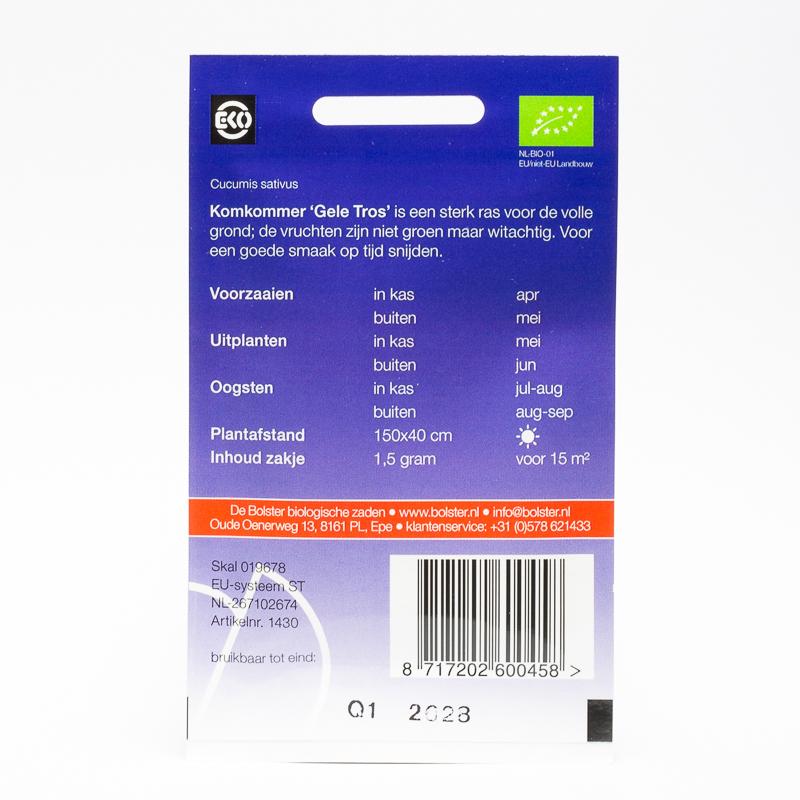 EKO
NL-BIO-01
EU/niet-EU Landbouw
Cucumis sativus
Komkommer ‘Gele Tros’ is een sterk ras voor de volle
grond; de vruchten zijn niet groen maar witachtig. Voor
een goede smaak op tijd snijden.
Voorzaaien in kas apr
buiten mei
Uitplanten in kas mei
buiten jun
Oogsten in kas jul-aug
buiten aug-sep
Plantafstand 150x40 cm
Inhoud zakje 1,5 gram voor 15 m²
De Bolster biologische zaden • www.bolster.nl • info@bolster.nl
Oude Oenerweg 13, 8161 PL, Epe • klantenservice: +31 (0)578 621433
Skal 019678
EU-systeem ST
NL-267102674
Artikelnr. 1430
bruikbaar tot eind:
8 717202 600458 >
Q1 2028